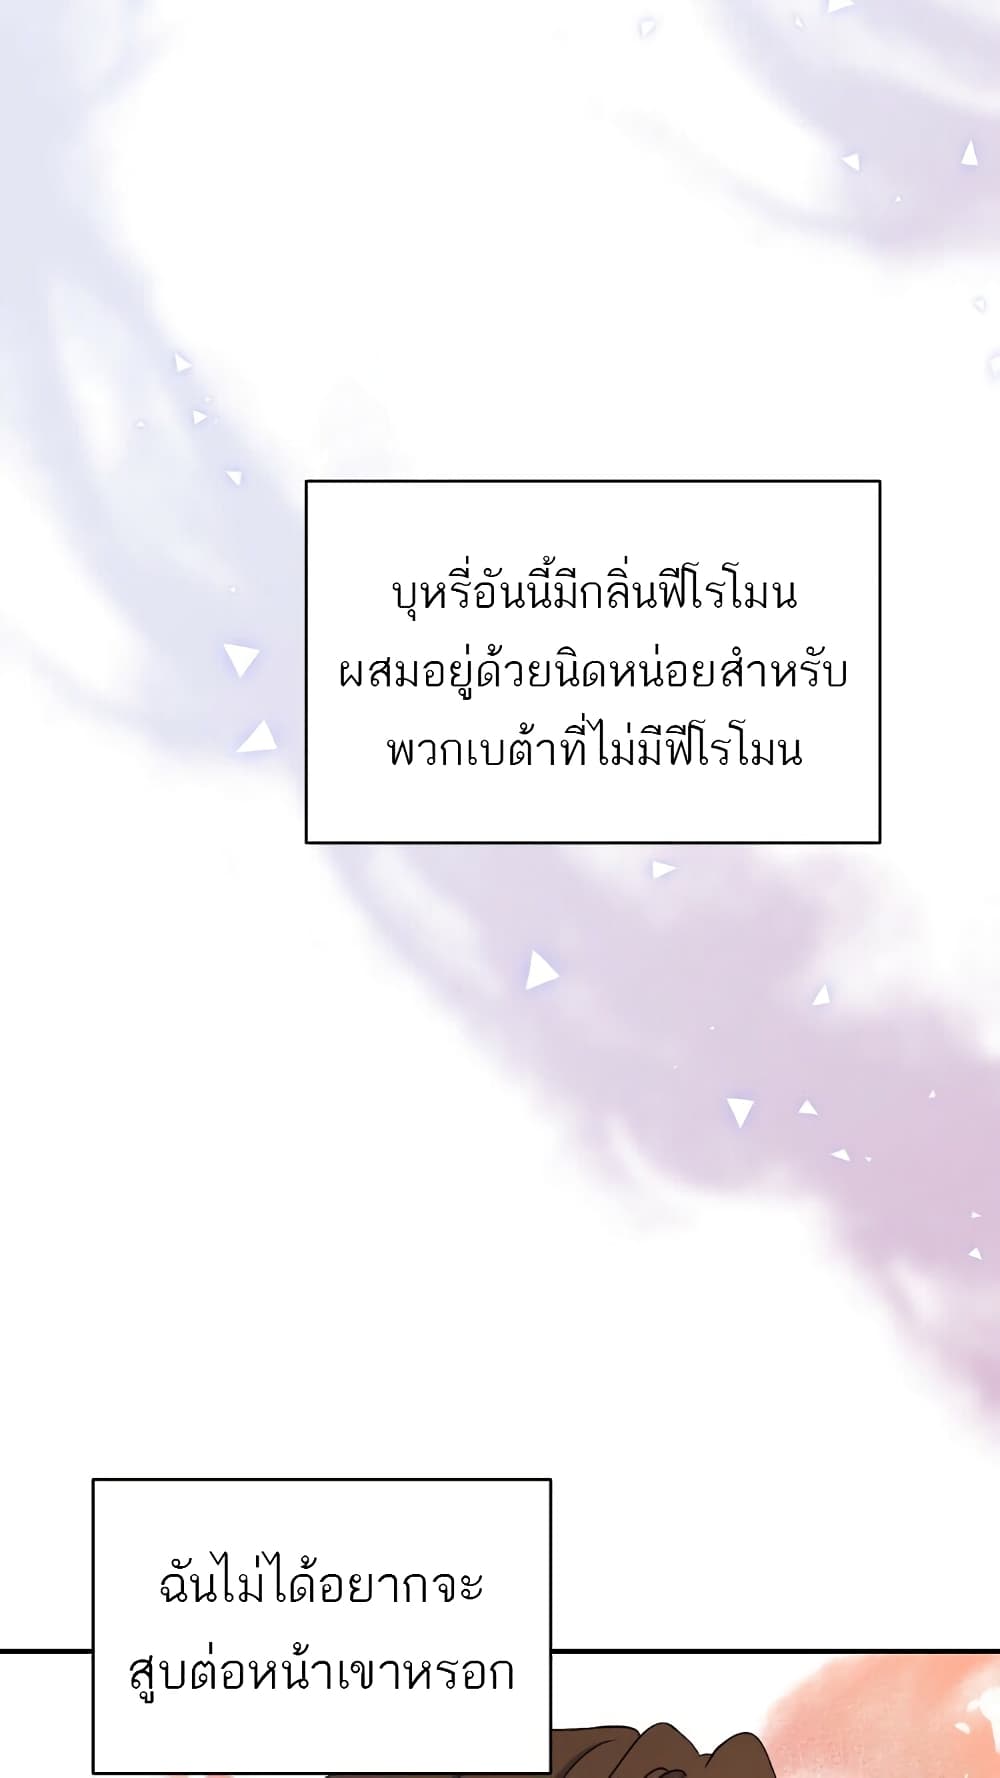 บุหรี่อันนี้มีกลิ่นฟีโรโมน
ผสมอยู่ด้วยนิดหน่อยสำหรับ
พวกเบต้าที่ไม่มีฟีโรโมน
ฉันไม่ได้อยากจะ
สูบต่อหน้าเขาหรอก